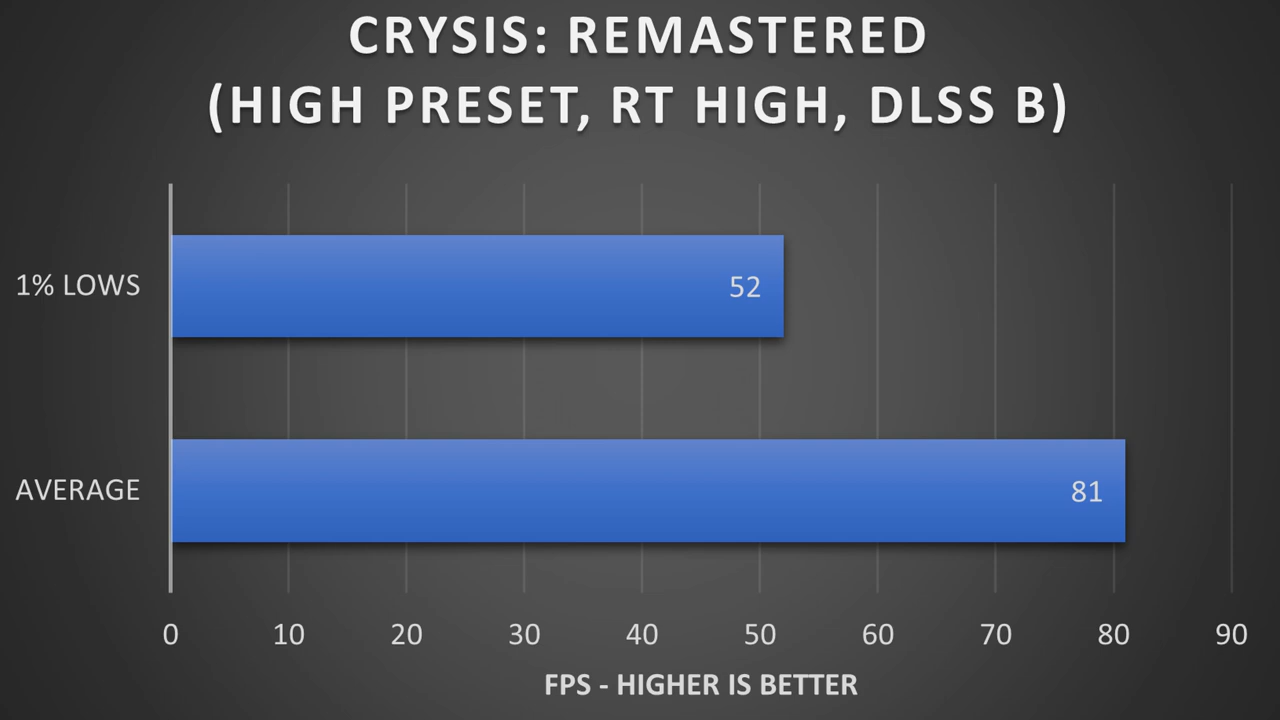 CRYSIS: REMASTERED
(HIGH PRESET, RT HIGH, DLSS B)
1% LOWS
52
AVERAGE
81
0 10 20 30 40 50 60 70 80 90
FPS - HIGHER IS BETTER